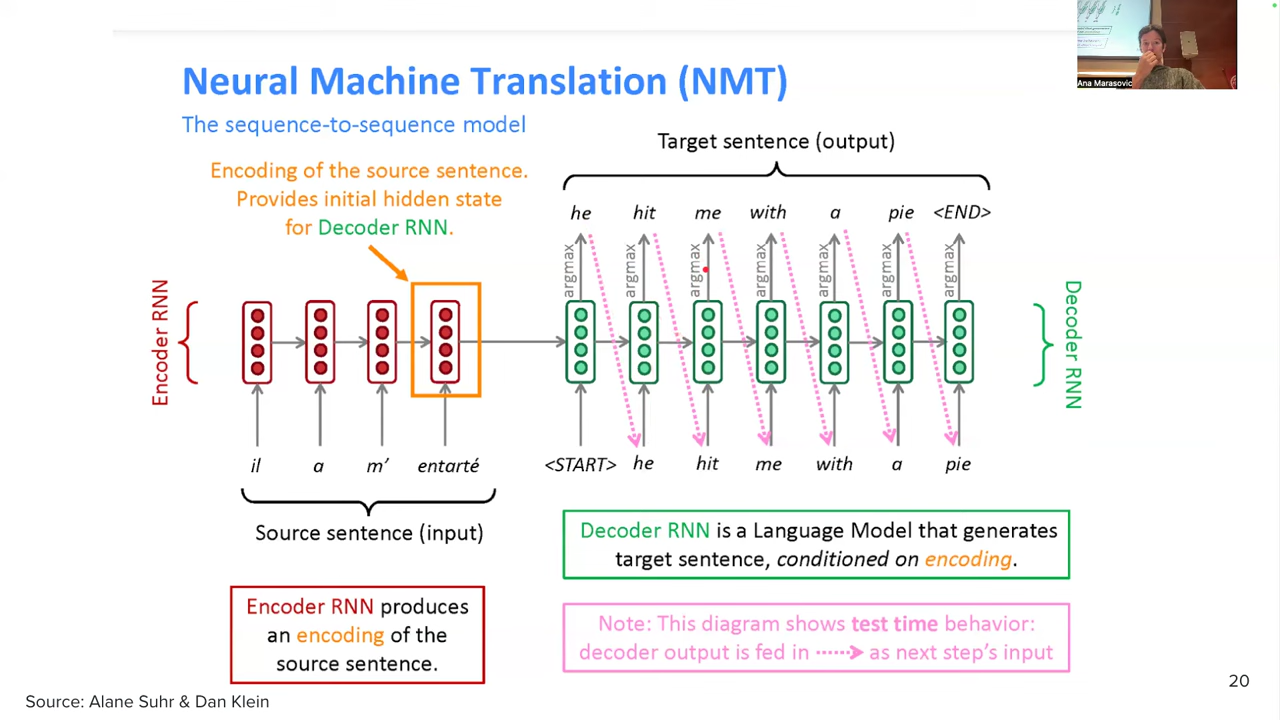 Neural Machine Translation (NMT)
The sequence-to-sequence model
Ana Marasovic
Encoding of the source sentence.
Provides initial hidden state
for Decoder RNN.
Target sentence (output)
he hit me with a pie <END>
argmax argmax argmax argmax argmax argmax argmax
Encoder RNN
Decoder RNN
il a m’ entarté
<START> he hit me with a pie
Source sentence (input)
Encoder RNN produces
an encoding of the
source sentence.
Decoder RNN is a Language Model that generates
target sentence, conditioned on encoding.
Note: This diagram shows test time behavior:
decoder output is fed in as next step’s input
20
Source: Alane Suhr & Dan Klein